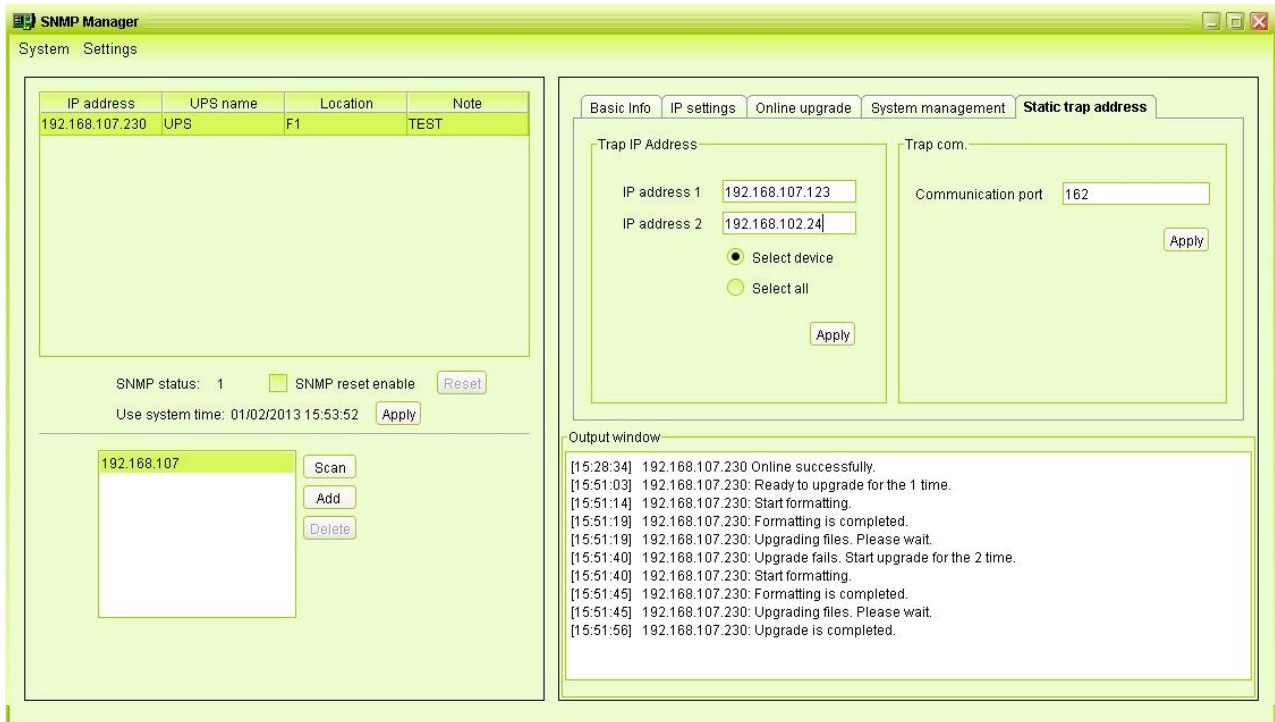 SNMP Manager
System Settings
IP address UPS name Location Note
192.168.107.230 UPS F1 TEST
SNMP status: 1 SNMP reset enable Reset
Use system time: 01/02/2013 15:53:52 Apply
192.168.107
Scan
Add
Delete
Basic Info IP settings Online upgrade System management Static trap address
Trap IP Address
IP address 1 192.168.107.123
IP address 2 192.168.102.24
Select device
Select all
Apply
Trap com.
Communication port 162
Apply
Output window
[15:28:34] 192.168.107.230 Online successfully.
[15:51:03] 192.168.107.230: Ready to upgrade for the 1 time.
[15:51:14] 192.168.107.230: Start formatting.
[15:51:19] 192.168.107.230: Formatting is completed.
[15:51:19] 192.168.107.230: Upgrading files. Please wait.
[15:51:40] 192.168.107.230: Upgrade fails. Start upgrade for the 2 time.
[15:51:40] 192.168.107.230: Start formatting.
[15:51:45] 192.168.107.230: Formatting is completed.
[15:51:45] 192.168.107.230: Upgrading files. Please wait.
[15:51:56] 192.168.107.230: Upgrade is completed.